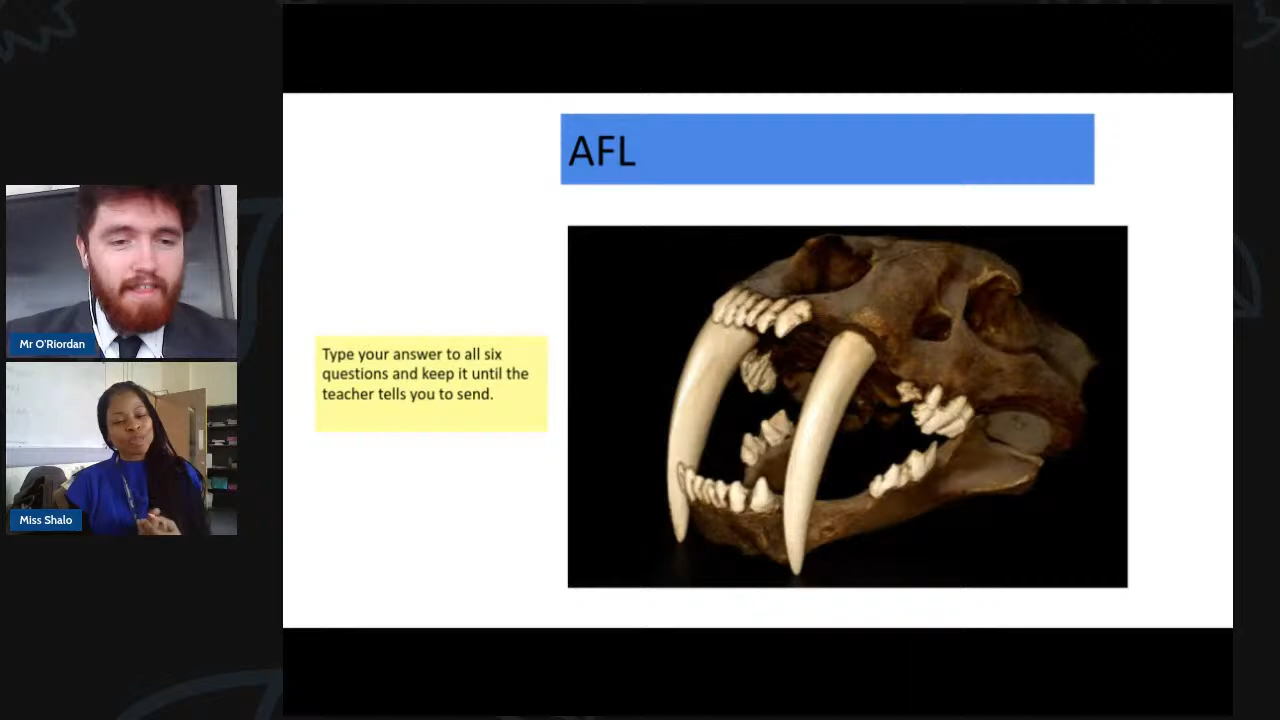 AFL
Mr O'Riordan
Type your answer to all six
questions and keep it until the
teacher tells you to send.
Miss Shalo